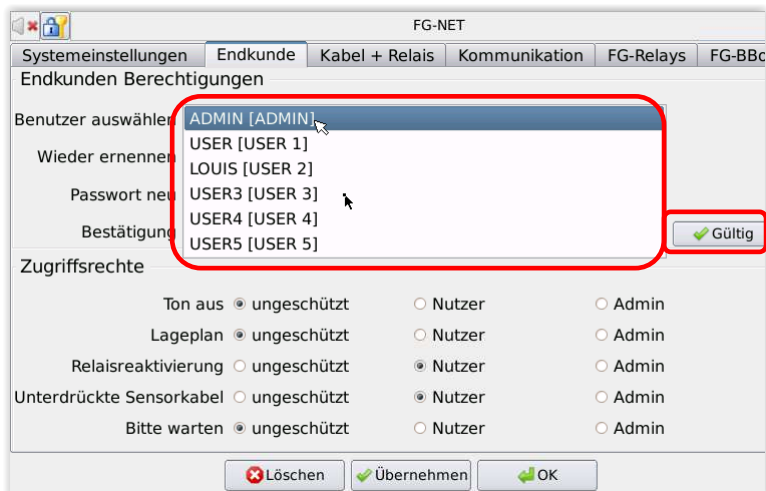 FG-NET
Systemeinstellungen Endkunde Kabel + Relais Kommunikation FG-Relays FG-BBo
Endkunden Berechtigungen
Benutzer auswählen ADMIN [ADMIN]
USER [USER 1]
Wieder ernennen LOUIS [USER 2]
Passwort neu USER3 [USER 3]
USER4 [USER 4]
Bestätigung USER5 [USER 5] Gültig
Zugriffsrechte
Ton aus ungeschützt Nutzer Admin
Lageplan ungeschützt Nutzer Admin
Relaisreaktivierung ungeschützt Nutzer Admin
Unterdrückte Sensorkabel ungeschützt Nutzer Admin
Bitte warten ungeschützt Nutzer Admin
Löschen Übernehmen OK